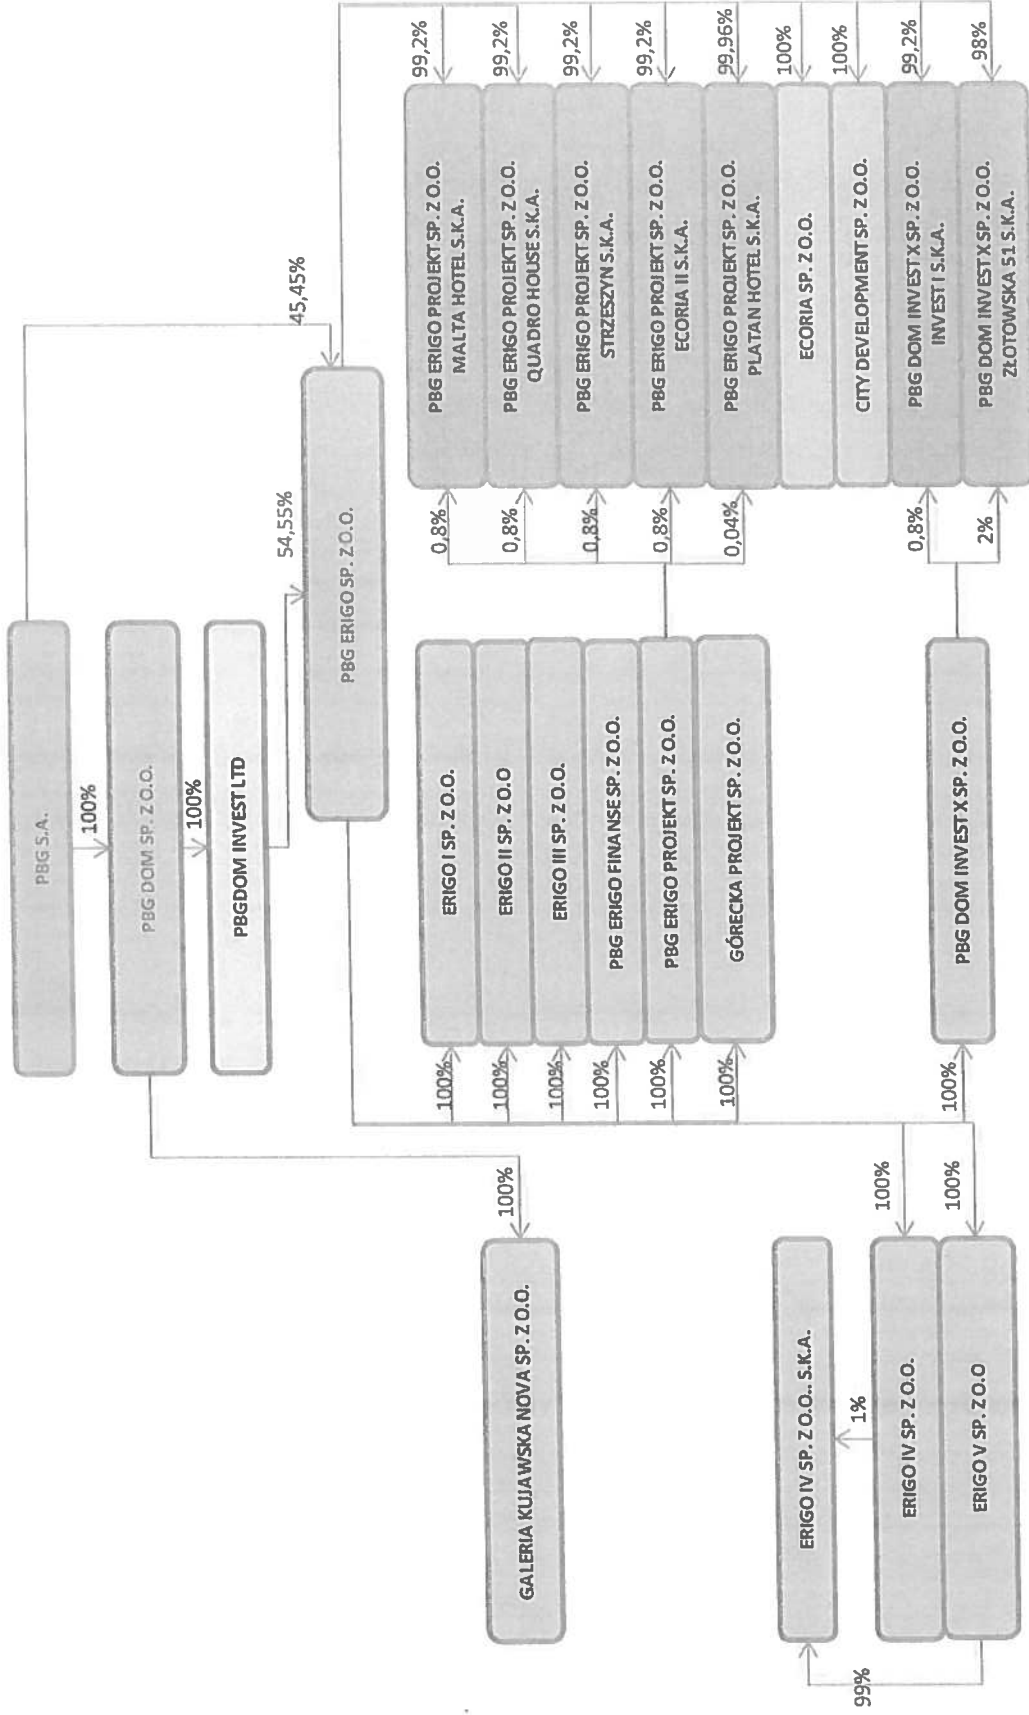 PBG S.A.
100%
PBG DOM SP. Z O.O.
100%
PBGDOM INVEST LTD
54,55%
45,45%
PBG ERIGO SP. Z O.O.
100%
GALERIA KUJAWSKA NOVA SP. Z O.O.
100%
ERIGO I SP. Z O.O.
100%
ERIGO II SP. Z O.O
100%
ERIGO III SP. Z O.O.
100%
PBG ERIGO FINANSE SP. Z O.O.
100%
PBG ERIGO PROJEKT SP. Z O.O.
100%
GÓRECKA PROJEKT SP. Z O.O.
0,8%
PBG ERIGO PROJEKT SP. Z O.O.
MALTA HOTEL S.K.A.
99,2%
0,8%
PBG ERIGO PROJEKT SP. Z O.O.
QUADRO HOUSE S.K.A.
99,2%
0,8%
PBG ERIGO PROJEKT SP. Z O.O.
STRZESZYN S.K.A.
99,2%
0,8%
PBG ERIGO PROJEKT SP. Z O.O.
ECORIA II S.K.A.
99,2%
0,04%
PBG ERIGO PROJEKT SP. Z O.O.
PLATAN HOTEL S.K.A.
99,96%
ECORIA SP. Z O.O.
100%
CITY DEVELOPMENT SP. Z O.O.
100%
0,8%
PBG DOM INVEST X SP. Z O.O.
INVEST I S.K.A.
99,2%
2%
PBG DOM INVEST X SP. Z O.O.
ZŁOTOWSKA 51 S.K.A.
98%
100%
PBG DOM INVEST X SP. Z O.O.
ERIGO IV SP. Z O.O.. S.K.A.
1%
ERIGO IV SP. Z O.O.
100%
ERIGO V SP. Z O.O
100%
99%